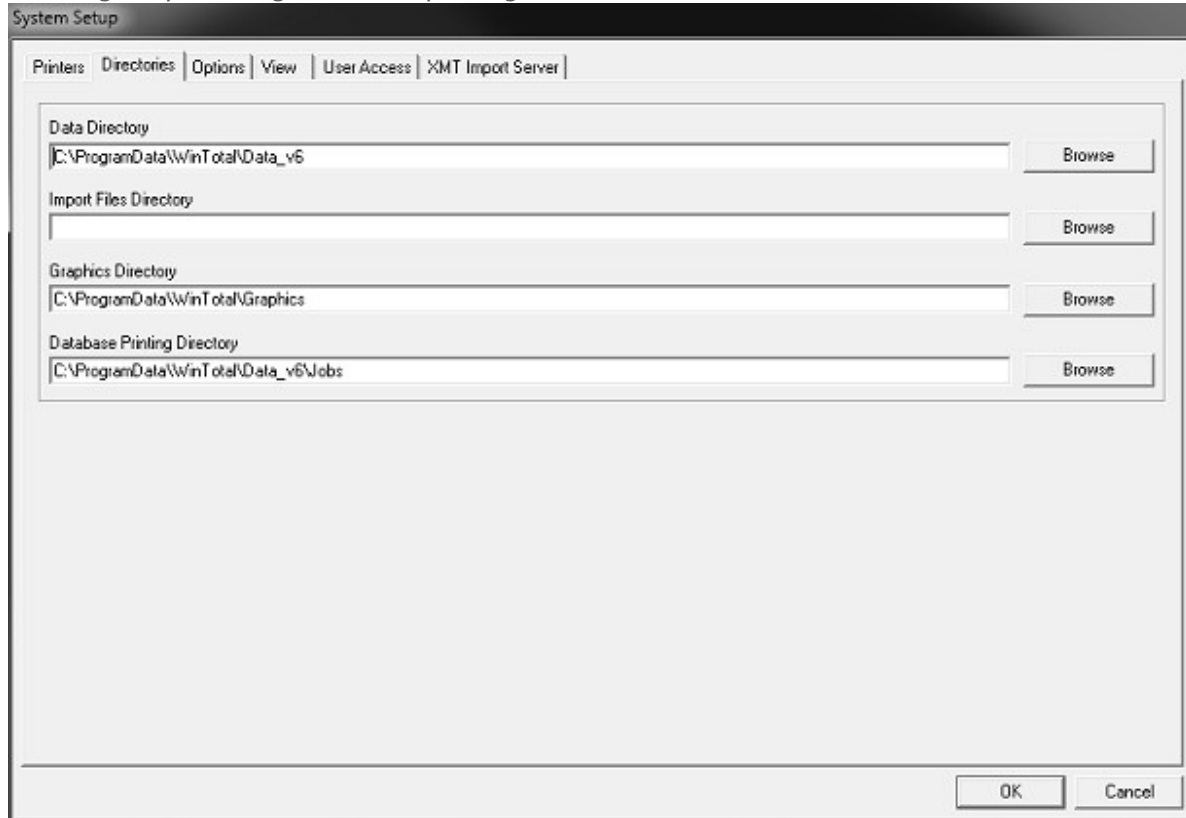 System Setup
Printers Directories Options View User Access XMT Import Server
Data Directory
C:\ProgramData\WinTotal\Data_v6 Browse
Import Files Directory
Browse
Graphics Directory
C:\ProgramData\WinTotal\Graphics Browse
Database Printing Directory
C:\ProgramData\WinTotal\Data_v6\Jobs Browse
OK Cancel